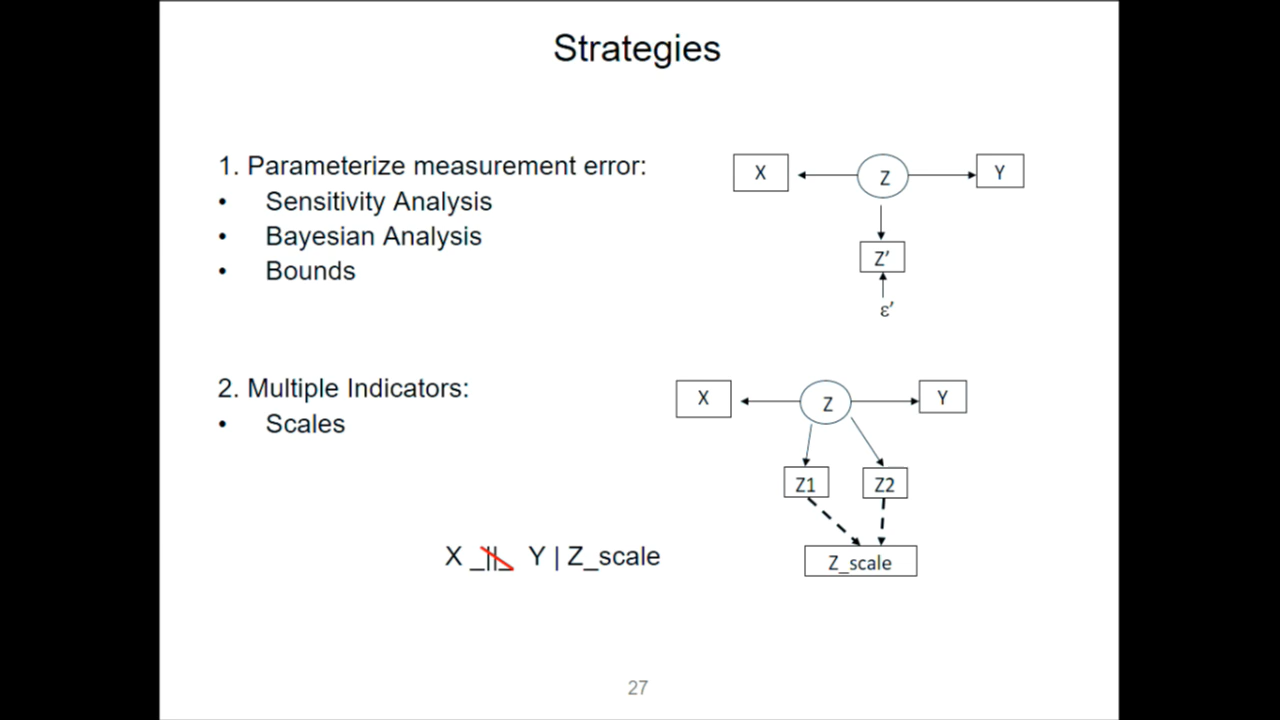 Strategies
1. Parameterize measurement error:
• Sensitivity Analysis
• Bayesian Analysis
• Bounds
X Z Y
Z'
ε'
2. Multiple Indicators:
• Scales
X Z Y
Z1 Z2
Z_scale
X _||_ Y | Z_scale
27